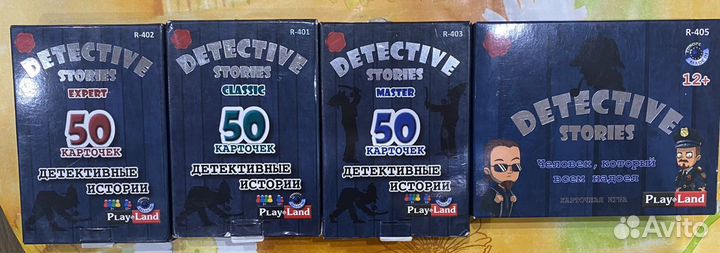 R-402
DETECTIVE
STORIES
EXPERT
50
КАРТОЧЕК
ДЕТЕКТИВНЫЕ
ИСТОРИИ
Play Land
R-401
DETECTIVE
STORIES
CLASSIC
50
КАРТОЧЕК
ДЕТЕКТИВНЫЕ
ИСТОРИИ
Play Land
R-403
DETECTIVE
STORIES
MASTER
50
КАРТОЧЕК
ДЕТЕКТИВНЫЕ
ИСТОРИИ
Play Land
R-405
12+
DETECTIVE
STORIES
Человек, который
всем надоел
КАРТОЧНАЯ ИГРА
Play Land
Avito